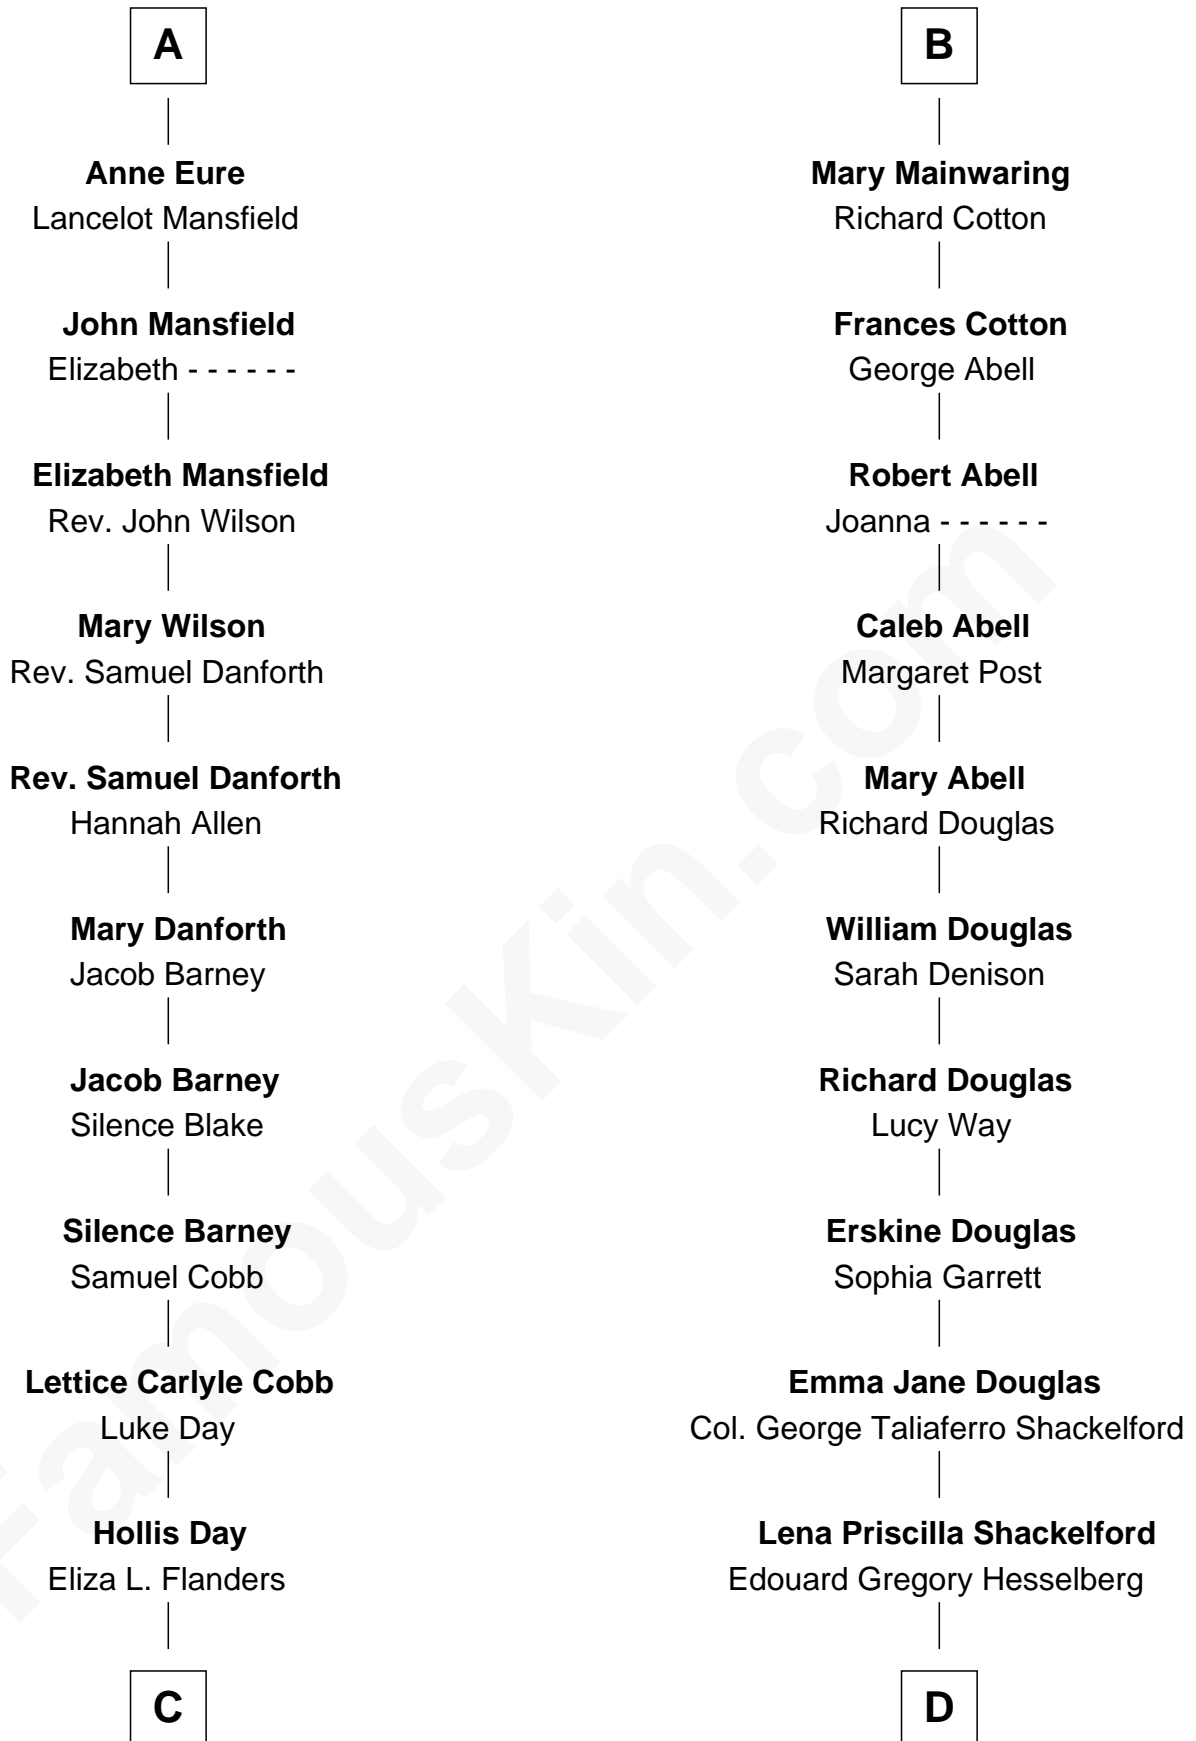 A
Anne Eure
Lancelot Mansfield
John Mansfield
Elizabeth - - - - - -
Elizabeth Mansfield
Rev. John Wilson
Mary Wilson
Rev. Samuel Danforth
Rev. Samuel Danforth
Hannah Allen
Mary Danforth
Jacob Barney
Jacob Barney
Silence Blake
Silence Barney
Samuel Cobb
Lettice Carlyle Cobb
Luke Day
Hollis Day
Eliza L. Flanders
C
B
Mary Mainwaring
Richard Cotton
Frances Cotton
George Abell
Robert Abell
Joanna - - - - - -
Caleb Abell
Margaret Post
Mary Abell
Richard Douglas
William Douglas
Sarah Denison
Richard Douglas
Lucy Way
Erskine Douglas
Sophia Garrett
Emma Jane Douglas
Col. George Taliaferro Shackelford
Lena Priscilla Shackelford
Edouard Gregory Hesselberg
D
FamousKin.com